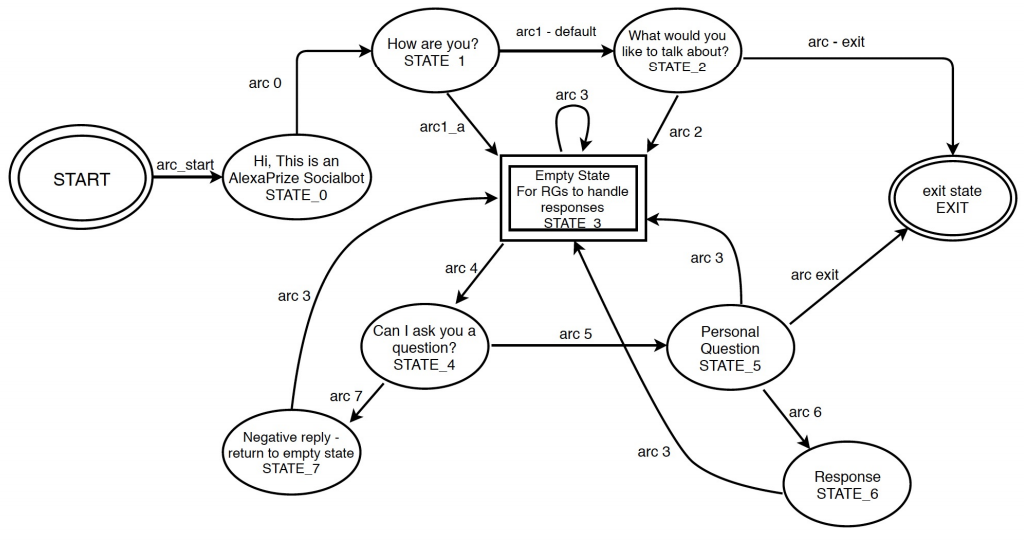 How are you?
STATE_1
arc1 - default
What would you
like to talk about?
STATE_2
arc - exit
arc 0
arc 3
arc1_a
arc 2
START
arc_start
Hi, This is an
AlexaPrize Socialbot
STATE_0
Empty State
For RGs to handle
responses
STATE_3
exit state
EXIT
arc 3
arc 4
arc 3
arc exit
Can I ask you a
question?
STATE_4
arc 5
Personal
Question
STATE_5
arc 7
arc 6
Negative reply -
return to empty state
STATE_7
arc 3
Response
STATE_6